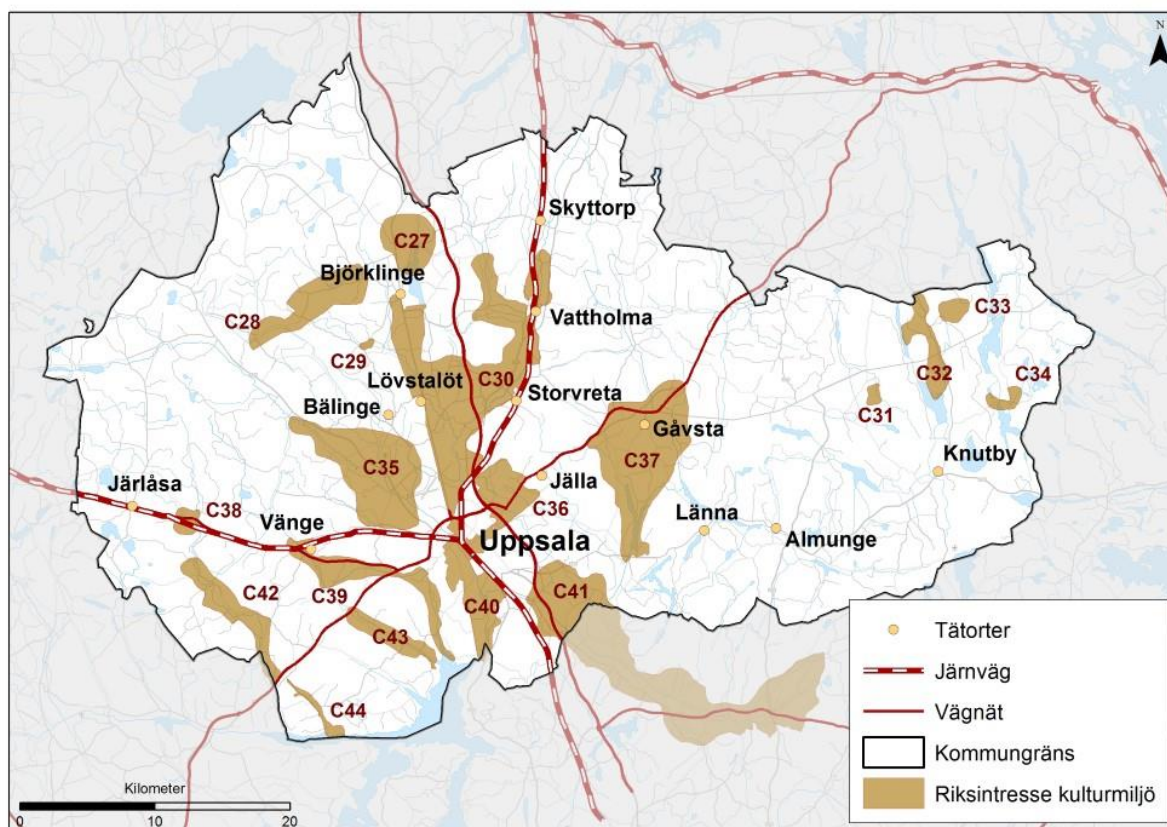 N
Skyttorp
C27
Björklinge
C28
Vattholma
C33
C29
Lövstalöt
C30
C32
C34
Bälinge
Storvreta
C31
Gåvsta
C35
C37
Knutby
Järlåsa
Jälla
C38
Vänge
C36
Länna
Uppsala
Almunge
C42
C39
C40
C41
C43
C44
Tätorter
Järnväg
Vägnät
Kommungräns
Riksintresse kulturmiljö
Kilometer
0 10 20